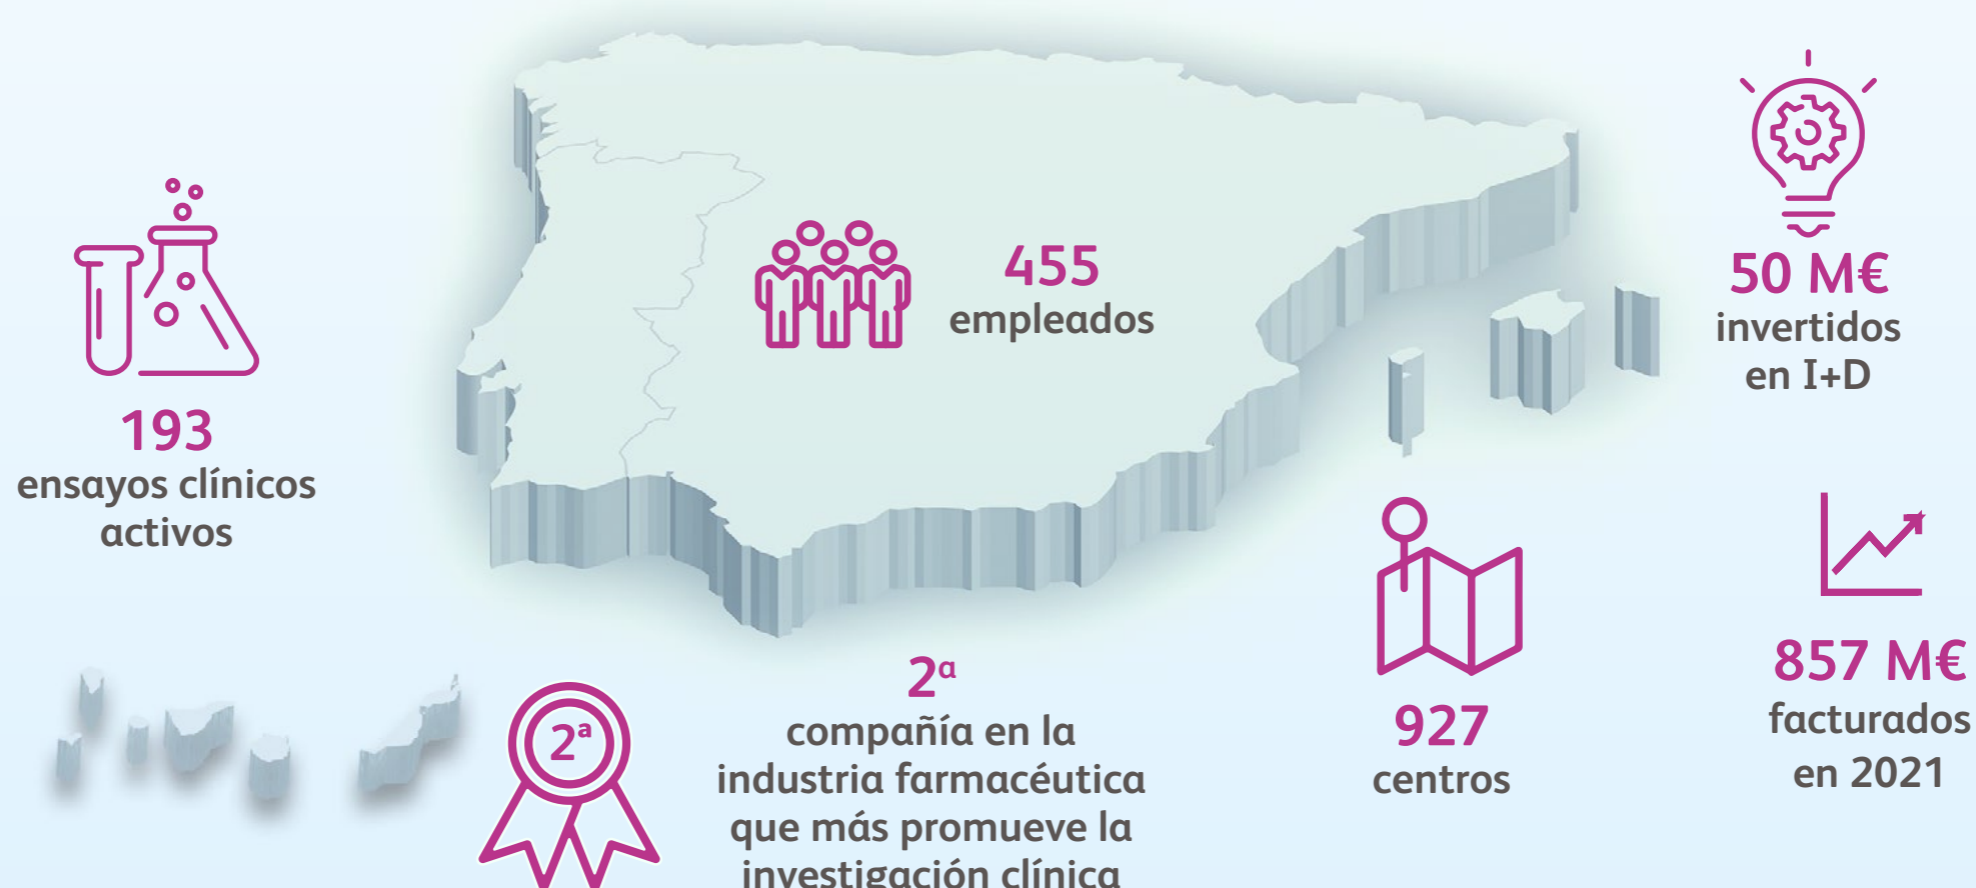 455
empleados
50 M€
invertidos
en I+D
193
ensayos clínicos
activos
2ª
2ª
compañía en la
industria farmacéutica
que más promueve la
investigación clínica
927
centros
857 M€
facturados
en 2021